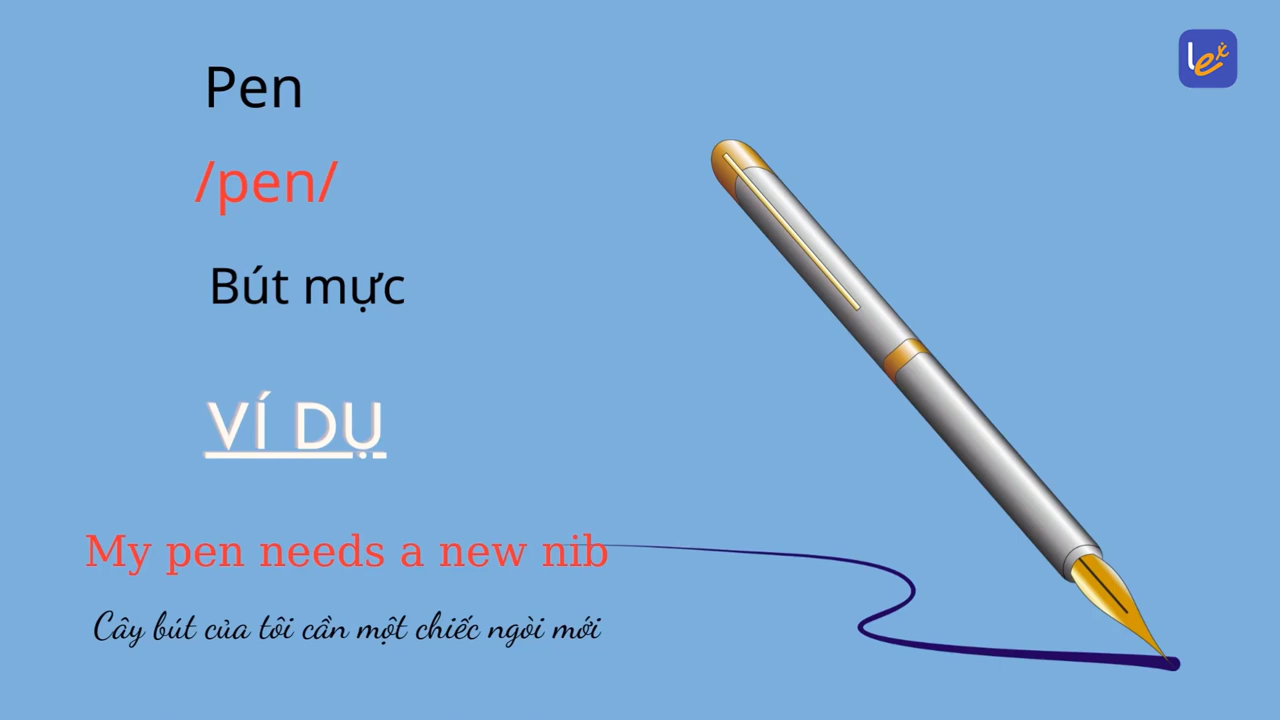 Pen
/pen/
Bút mực
VÍ DỤ
My pen needs a new nib
Cây bút của tôi cần một chiếc ngòi mới